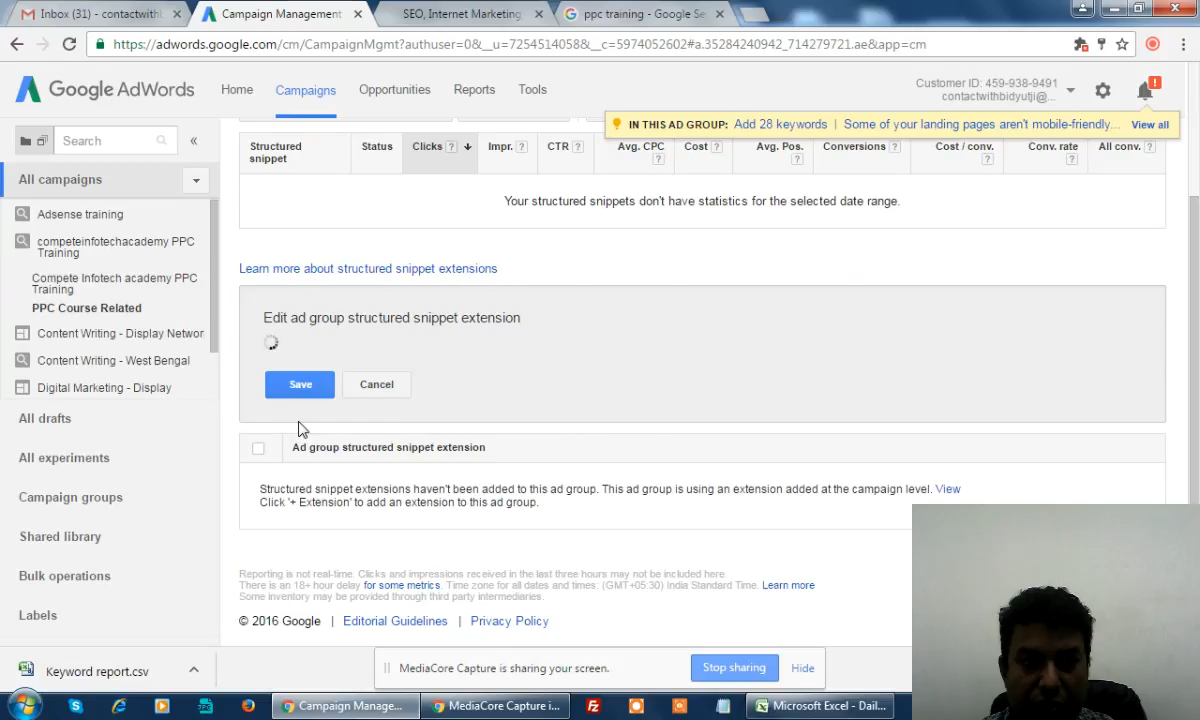 Inbox (31) - contactwithl
Campaign Management
SEO, Internet Marketing
ppc training - Google Se
https://adwords.google.com/cm/CampaignMgmt?authuser=0&__u=7254514058&__c=5974052602#a.35284240942_714279721.ae&app=cm
Google AdWords
Home
Campaigns
Opportunities
Reports
Tools
Customer ID: 459-938-9491
contactwithbidyutji@...
IN THIS AD GROUP: Add 28 keywords | Some of your landing pages aren't mobile-friendly... View all
Search
All campaigns
Adsense training
competeinfotechacademy PPC
Training
Compete Infotech academy PPC
Training
PPC Course Related
Content Writing - Display Networ
Content Writing - West Bengal
Digital Marketing - Display
All drafts
All experiments
Campaign groups
Shared library
Bulk operations
Labels
Structured
snippet
Status
Clicks ?
Impr. ?
CTR ?
Avg. CPC
?
Cost ?
Avg. Pos.
?
Conversions ?
Cost / conv.
?
Conv. rate
?
All conv. ?
Your structured snippets don't have statistics for the selected date range.
Learn more about structured snippet extensions
Edit ad group structured snippet extension
Save
Cancel
Ad group structured snippet extension
Structured snippet extensions haven't been added to this ad group. This ad group is using an extension added at the campaign level. View
Click '+ Extension' to add an extension to this ad group.
Reporting is not real-time. Clicks and impressions received in the last three hours may not be included here.
There is an 18+ hour delay for some metrics. Time zone for all dates and times: (GMT+05:30) India Standard Time. Learn more
Some inventory may be provided through third party intermediaries.
© 2016 Google | Editorial Guidelines | Privacy Policy
Keyword report.csv
MediaCore Capture is sharing your screen.
Stop sharing
Hide
Campaign Manage...
MediaCore Capture i...
Microsoft Excel - Dail...